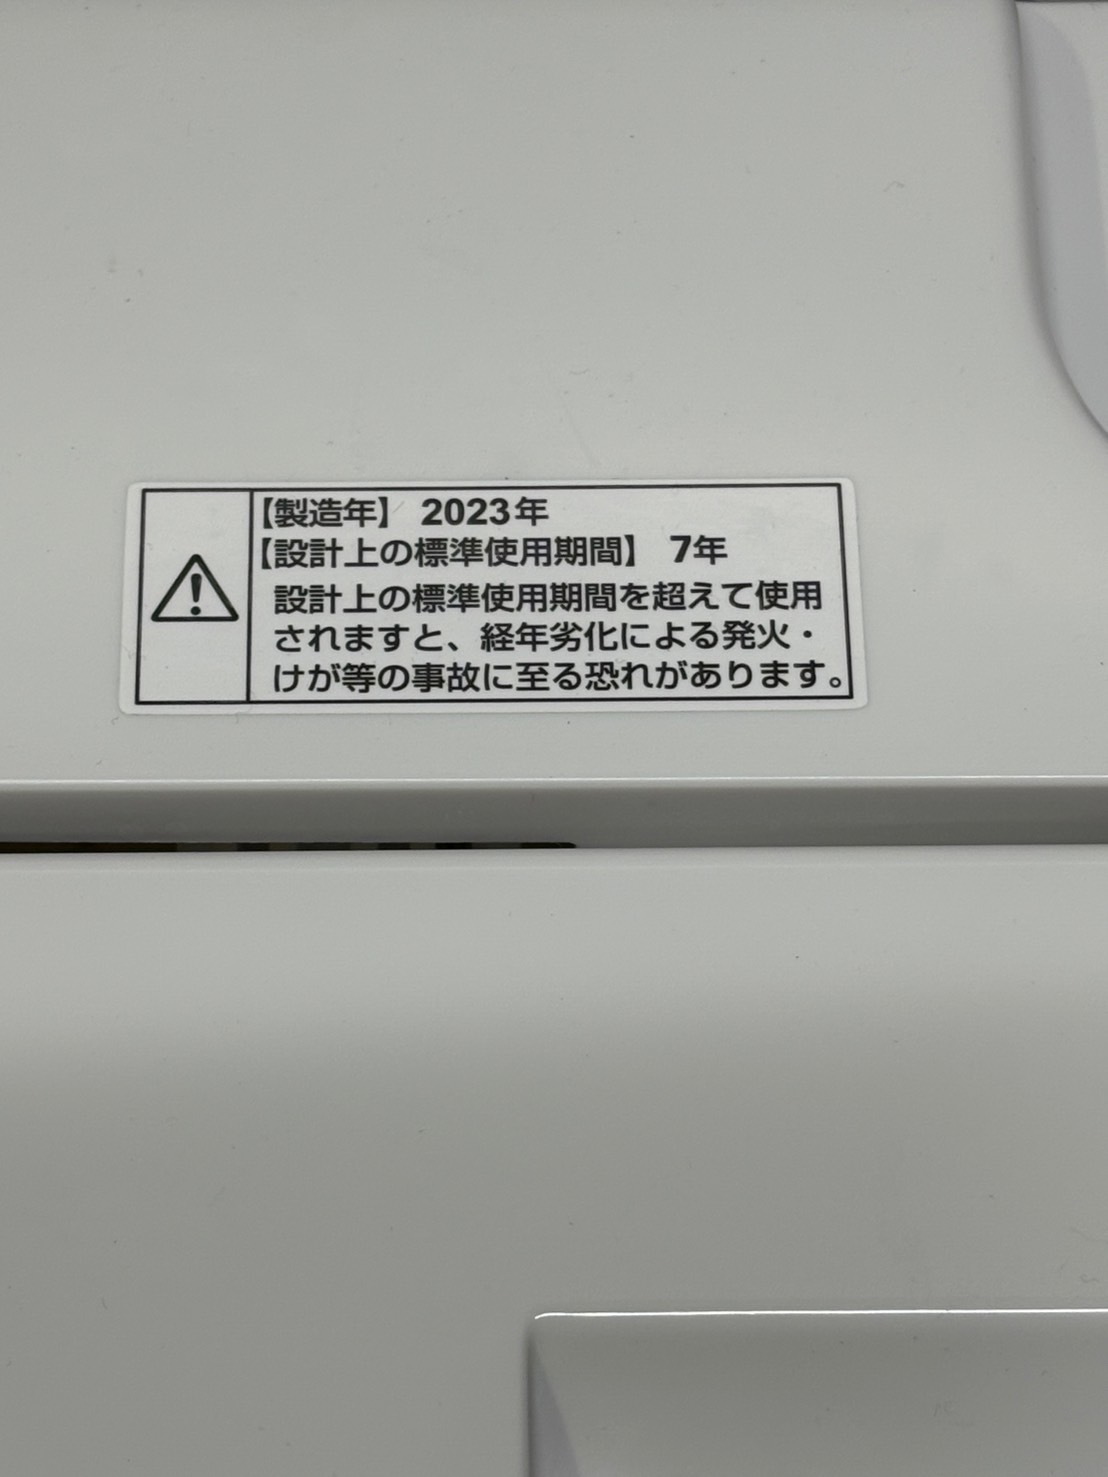 【製造年】 2023年
【設計上の標準使用期間】 7年
設計上の標準使用期間を超えて使用
されますと、経年劣化による発火・
けが等の事故に至る恐れがあります。